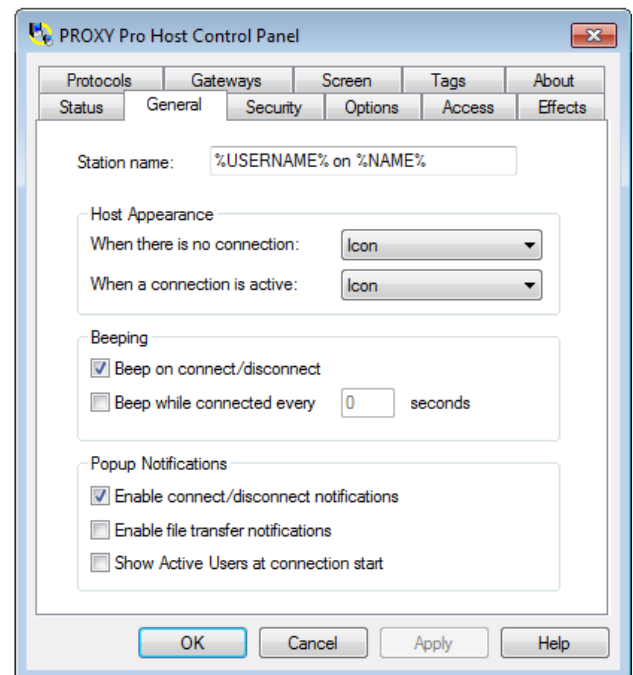 PROXY Pro Host Control Panel
Protocols Gateways Screen Tags About
Status General Security Options Access Effects
Station name: %USERNAME% on %NAME%
Host Appearance
When there is no connection: Icon
When a connection is active: Icon
Beeping
Beep on connect/disconnect
Beep while connected every 0 seconds
Popup Notifications
Enable connect/disconnect notifications
Enable file transfer notifications
Show Active Users at connection start
OK Cancel Apply Help